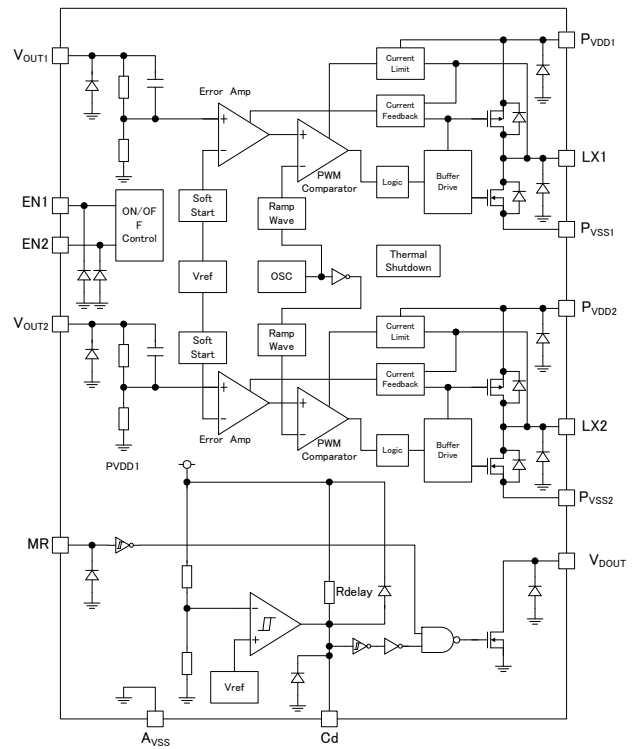 VOUT1
PVDD1
Current
Limit
Error Amp
Current
Feedback
LX1
PWM
Comparator
Logic
Buffer
Drive
EN1
ON/OF
F
Control
Soft
Start
Ramp
Wave
PVSS1
EN2
Vref
OSC
Thermal
Shutdown
VOUT2
PVDD2
Soft
Start
Ramp
Wave
Current
Limit
Current
Feedback
Error Amp
LX2
PWM
Comparator
Logic
Buffer
Drive
PVDD1
PVSS2
MR
VDOUT
Rdelay
Vref
AVSS
Cd